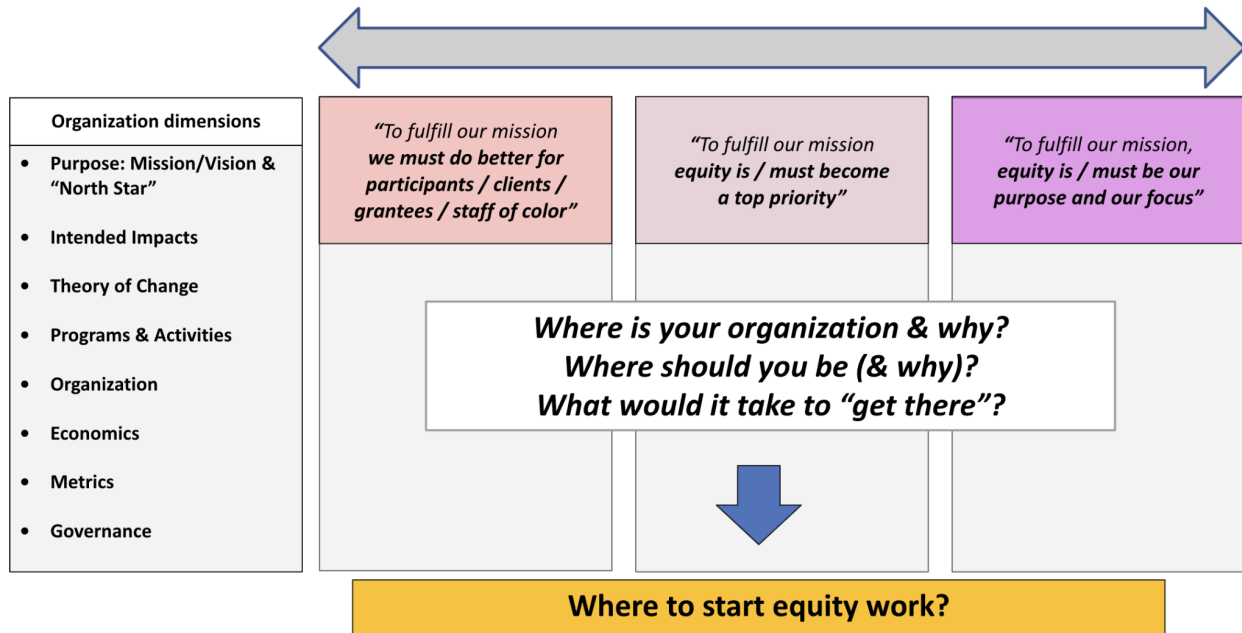 Organization dimensions
• Purpose: Mission/Vision &
“North Star”
• Intended Impacts
• Theory of Change
• Programs & Activities
• Organization
• Economics
• Metrics
• Governance
“To fulfill our mission
we must do better for
participants / clients /
grantees / staff of color”
“To fulfill our mission
equity is / must become
a top priority”
“To fulfill our mission,
equity is / must be our
purpose and our focus”
Where is your organization & why?
Where should you be (& why)?
What would it take to “get there”?
Where to start equity work?